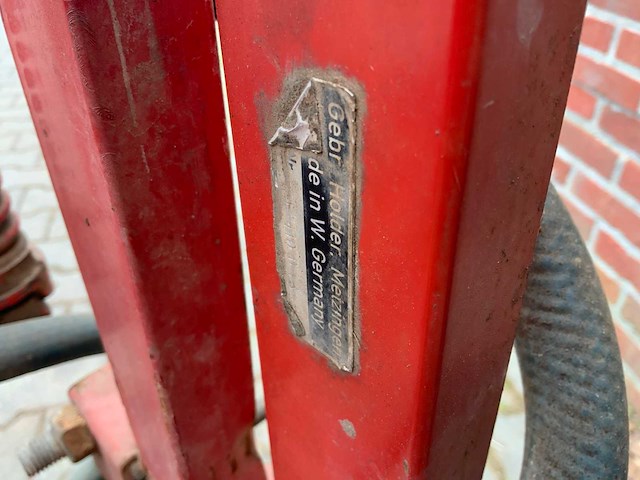 Gebr. Holder. Metzingen
de in W. Germany